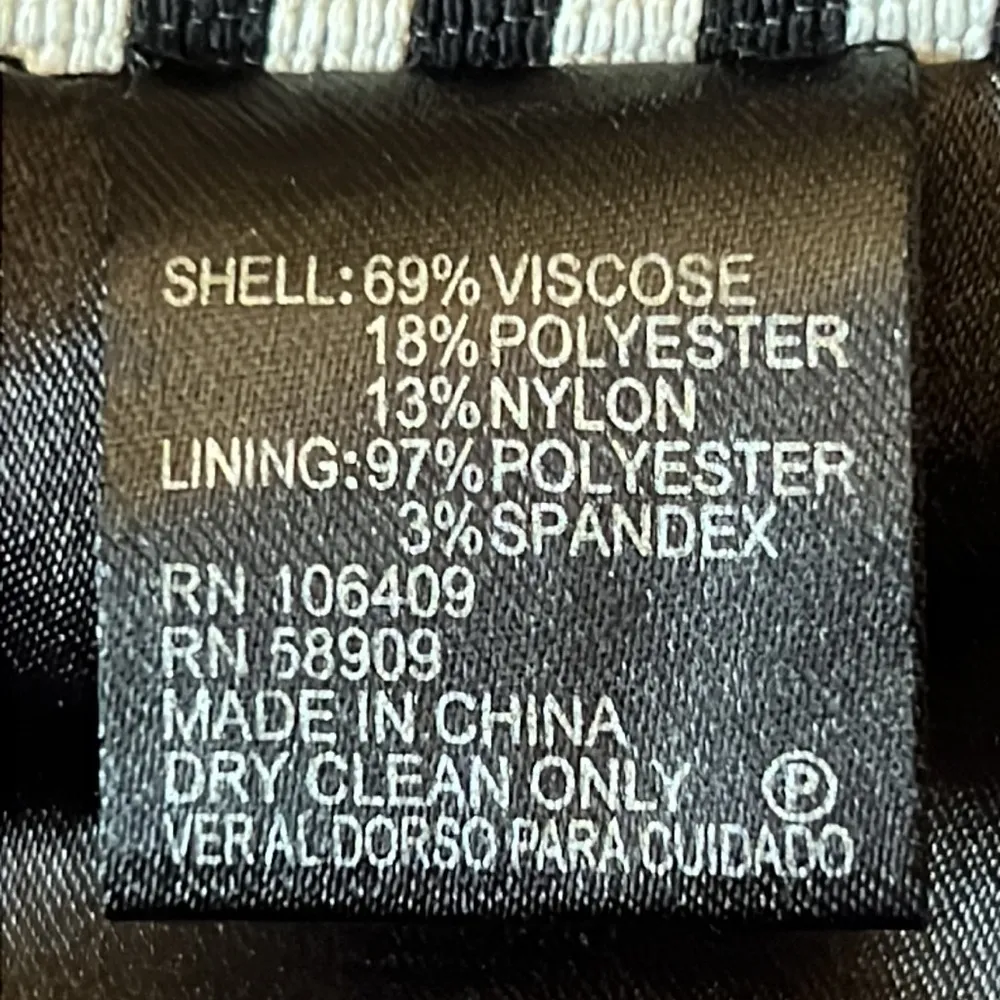 SHELL: 69% VISCOSE
18% POLYESTER
13% NYLON
LINING: 97% POLYESTER
3% SPANDEX
RN 106409
RN 58909
MADE IN CHINA
DRY CLEAN ONLY Ⓟ
VER AL DORSO PARA CUIDADO